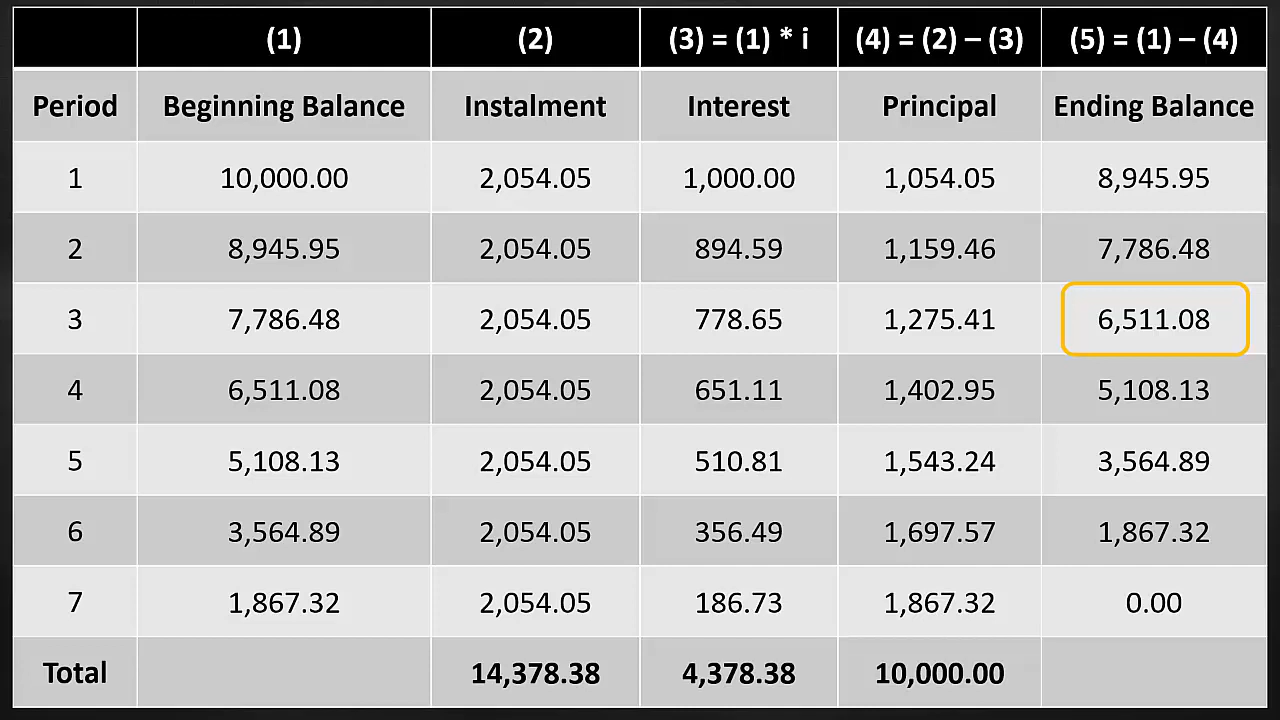 (1) (2) (3) = (1) * i (4) = (2) – (3) (5) = (1) – (4)
Period Beginning Balance Instalment Interest Principal Ending Balance
1 10,000.00 2,054.05 1,000.00 1,054.05 8,945.95
2 8,945.95 2,054.05 894.59 1,159.46 7,786.48
3 7,786.48 2,054.05 778.65 1,275.41 6,511.08
4 6,511.08 2,054.05 651.11 1,402.95 5,108.13
5 5,108.13 2,054.05 510.81 1,543.24 3,564.89
6 3,564.89 2,054.05 356.49 1,697.57 1,867.32
7 1,867.32 2,054.05 186.73 1,867.32 0.00
Total 14,378.38 4,378.38 10,000.00